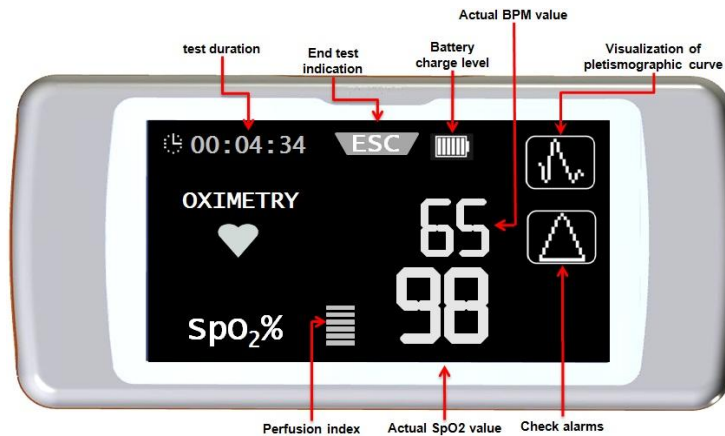 Actual BPM value
test duration
End test
indication
Battery
charge level
Visualization of
pletismographic curve
00:04:34
ESC
OXIMETRY
65
98
SpO₂%
Perfusion index
Actual SpO2 value
Check alarms